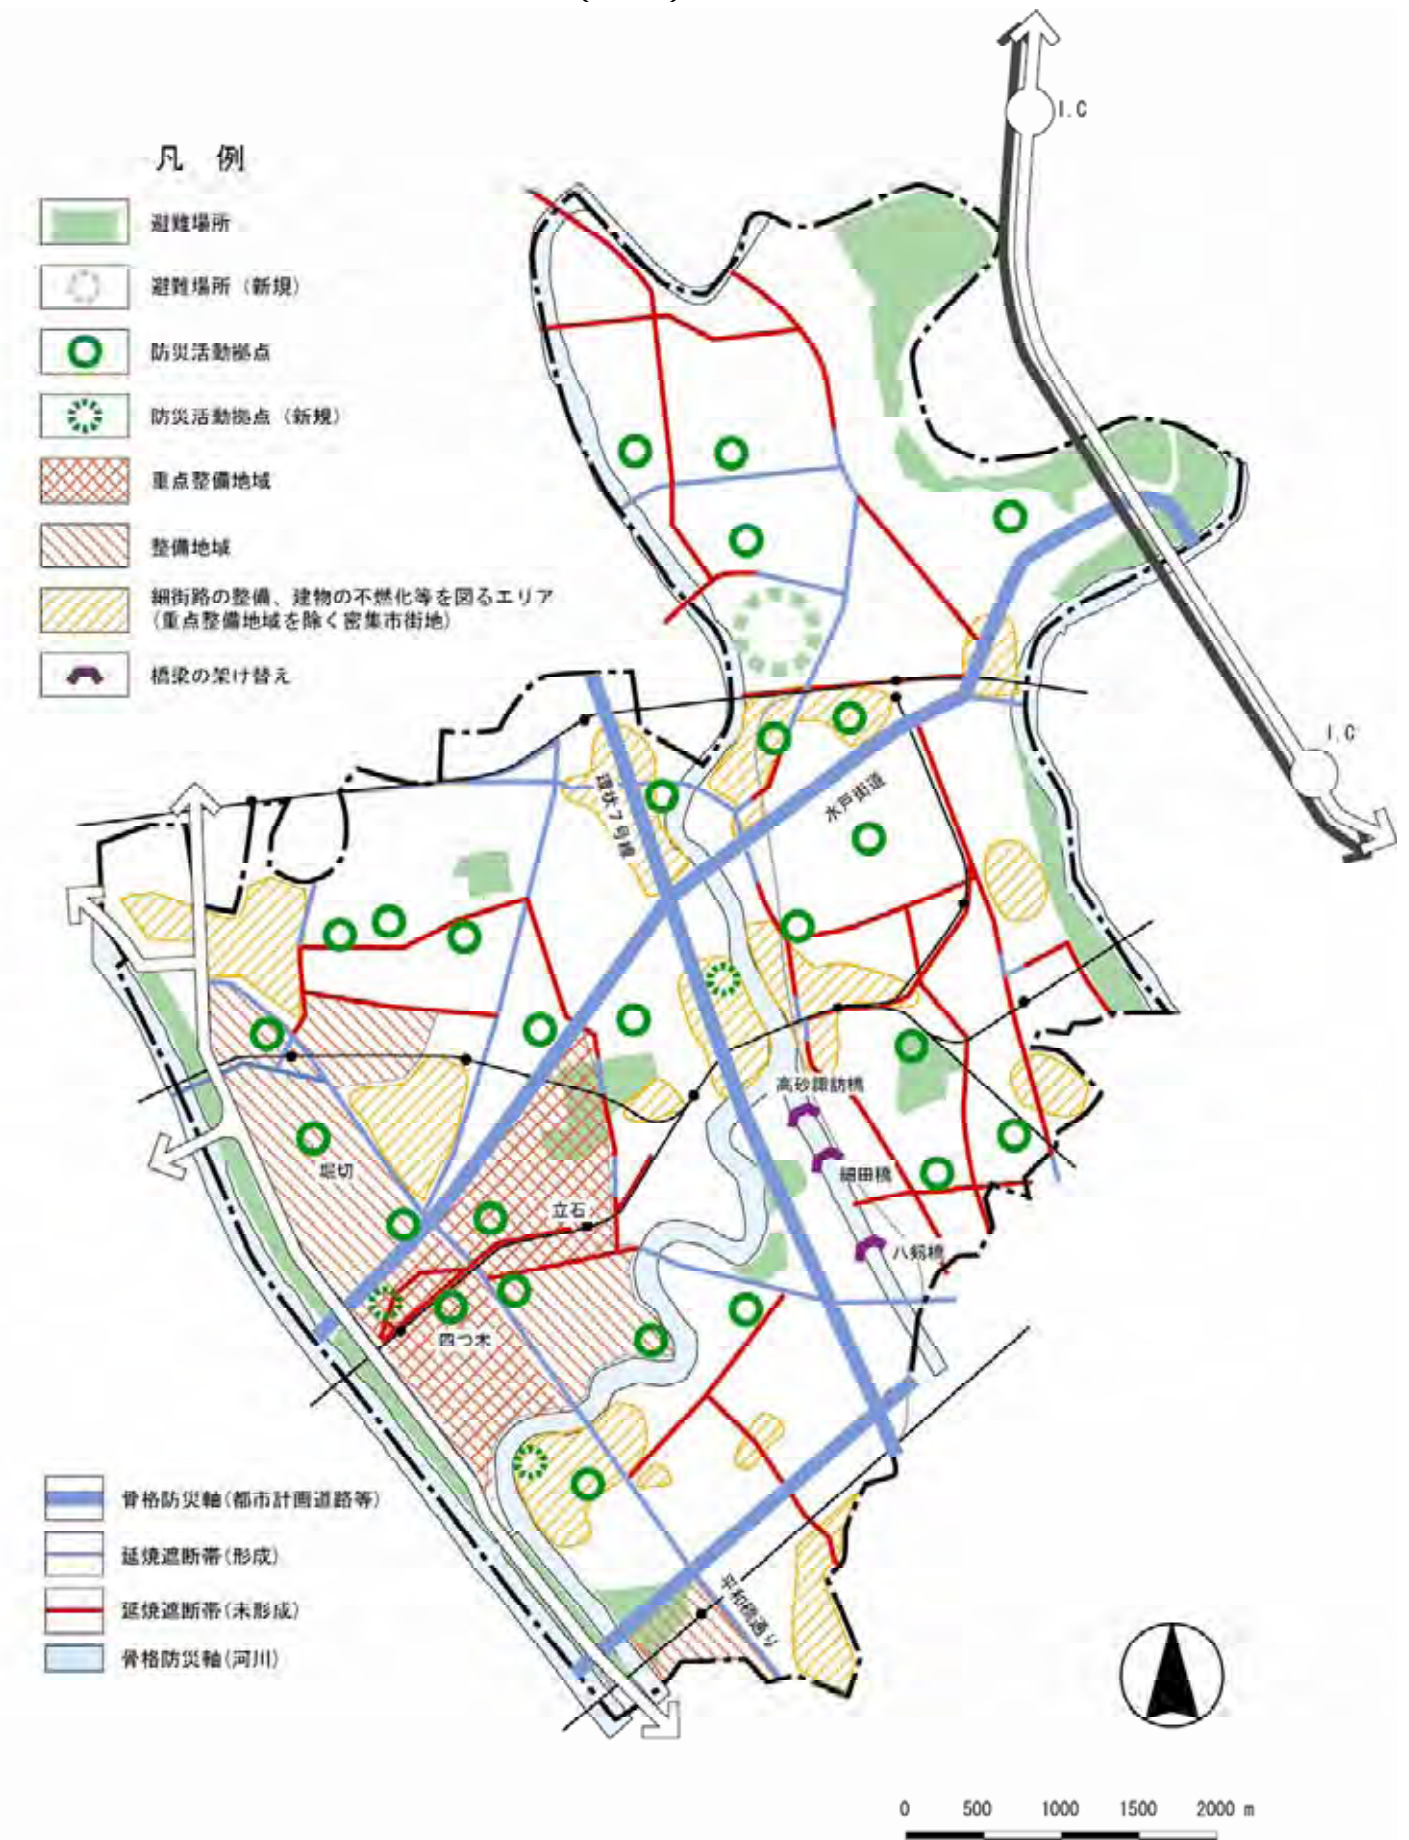 I.C
凡 例
避難場所
避難場所（新規）
防災活動拠点
防災活動拠点（新規）
重点整備地域
整備地域
細街路の整備、建物の不燃化等を図るエリア
（重点整備地域を除く密集市街地）
橋梁の架け替え
I.C
環状７号線
水戸街道
高砂諏訪橋
細田橋
堀切
立石
八剱橋
四つ木
骨格防災軸（都市計画道路等）
延焼遮断帯（形成）
延焼遮断帯（未形成）
骨格防災軸（河川）
平和橋通り
0 500 1000 1500 2000 m